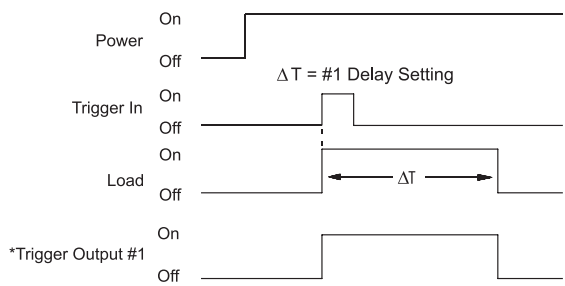 On
Power
Off
Δ T = #1 Delay Setting
On
Trigger In
Off
On
Load
ΔT
Off
On
*Trigger Output #1
Off